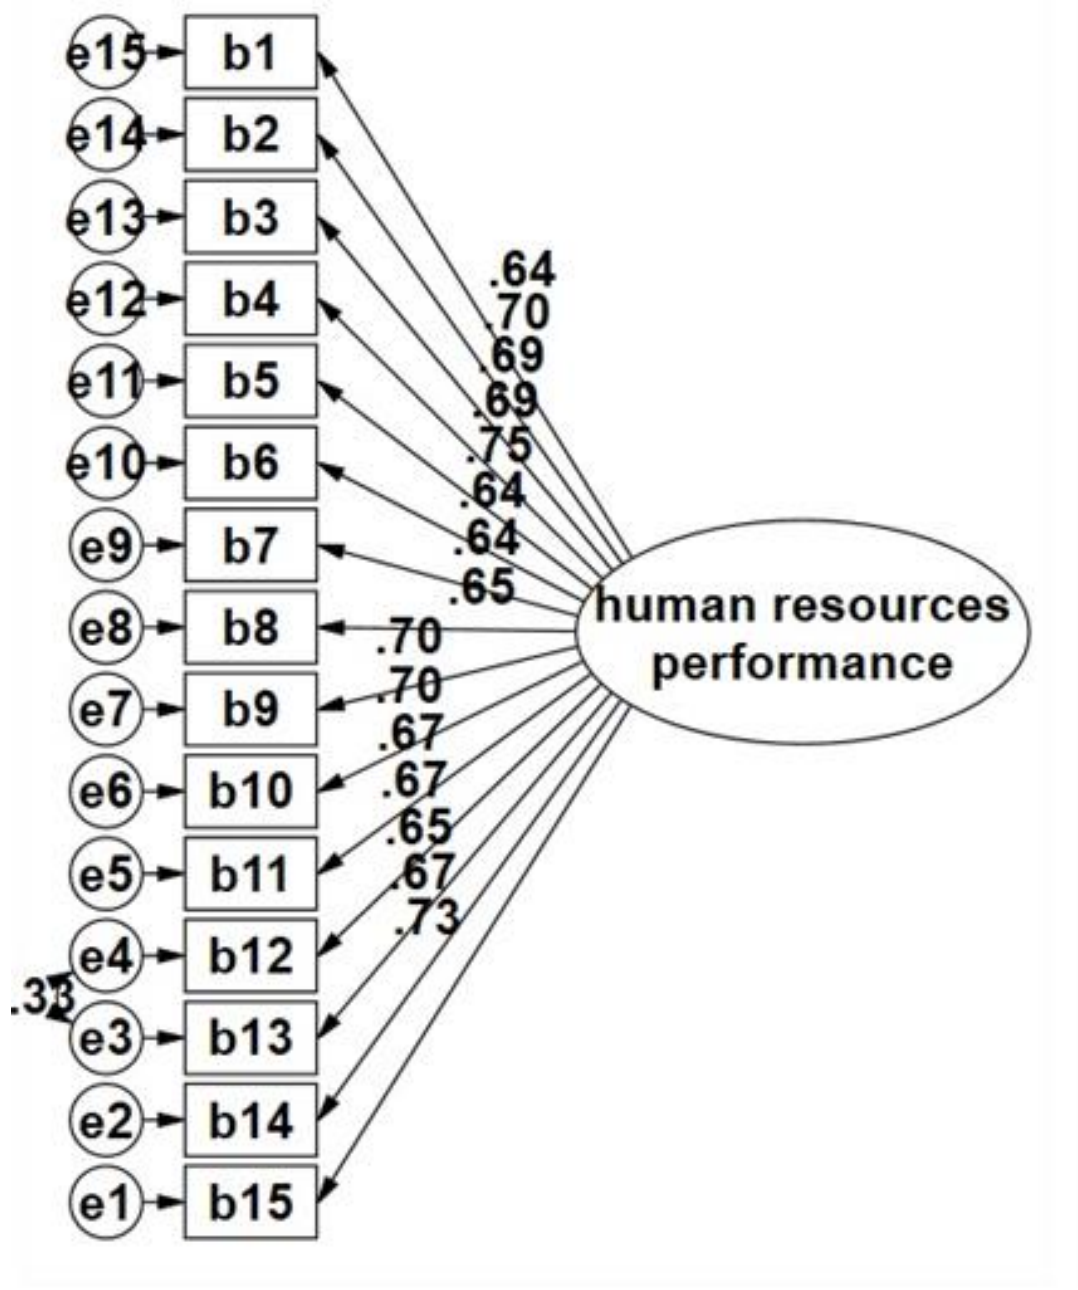 e15 b1
e14 b2
e13 b3
e12 b4
e11 b5
e10 b6
e9 b7
e8 b8
e7 b9
e6 b10
e5 b11
e4 b12
e3 b13
e2 b14
e1 b15
.33
.64
.70
.69
.69
.75
.64
.64
.65
.70
.70
.67
.67
.65
.67
.73
human resources
performance